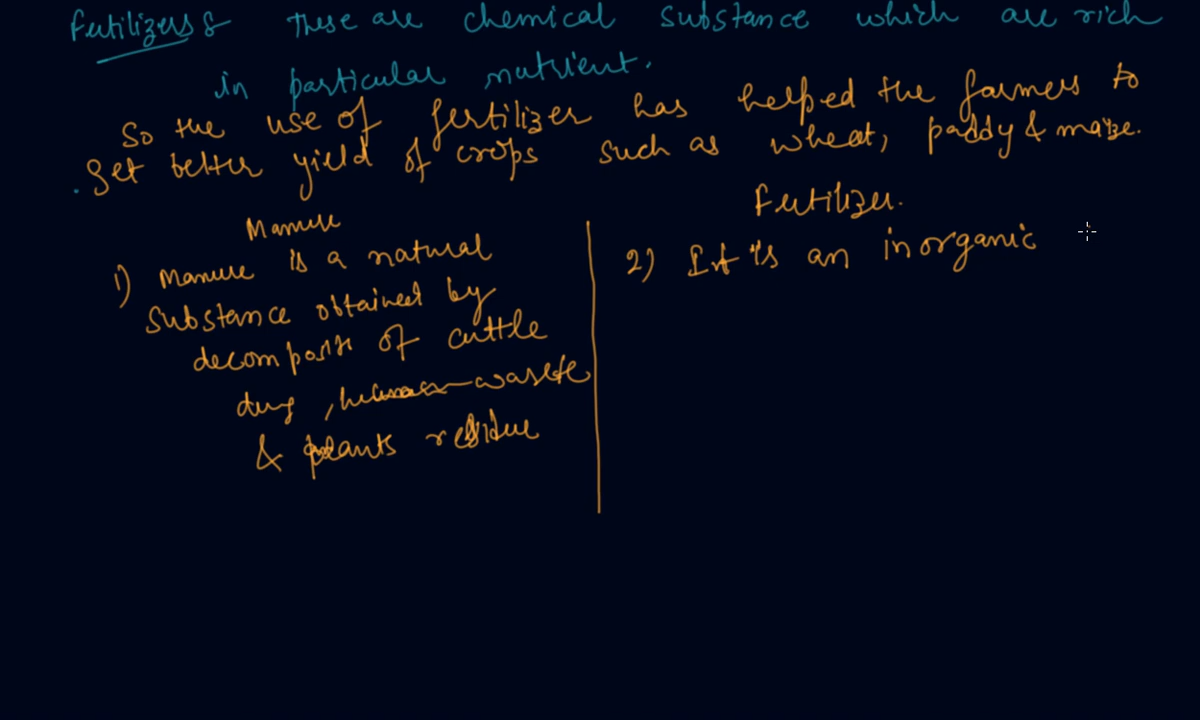 Fertilizers: These are chemical substance which are rich
in particular nutrient.
So the use of fertilizer has helped the farmers to
get better yield of crops such as wheat, paddy & maize.
Manure
1) Manure is a natural
Substance obtained by
decompostn of cattle
dung, human waste
& plants residue
Fertilizer.
2) It is an inorganic